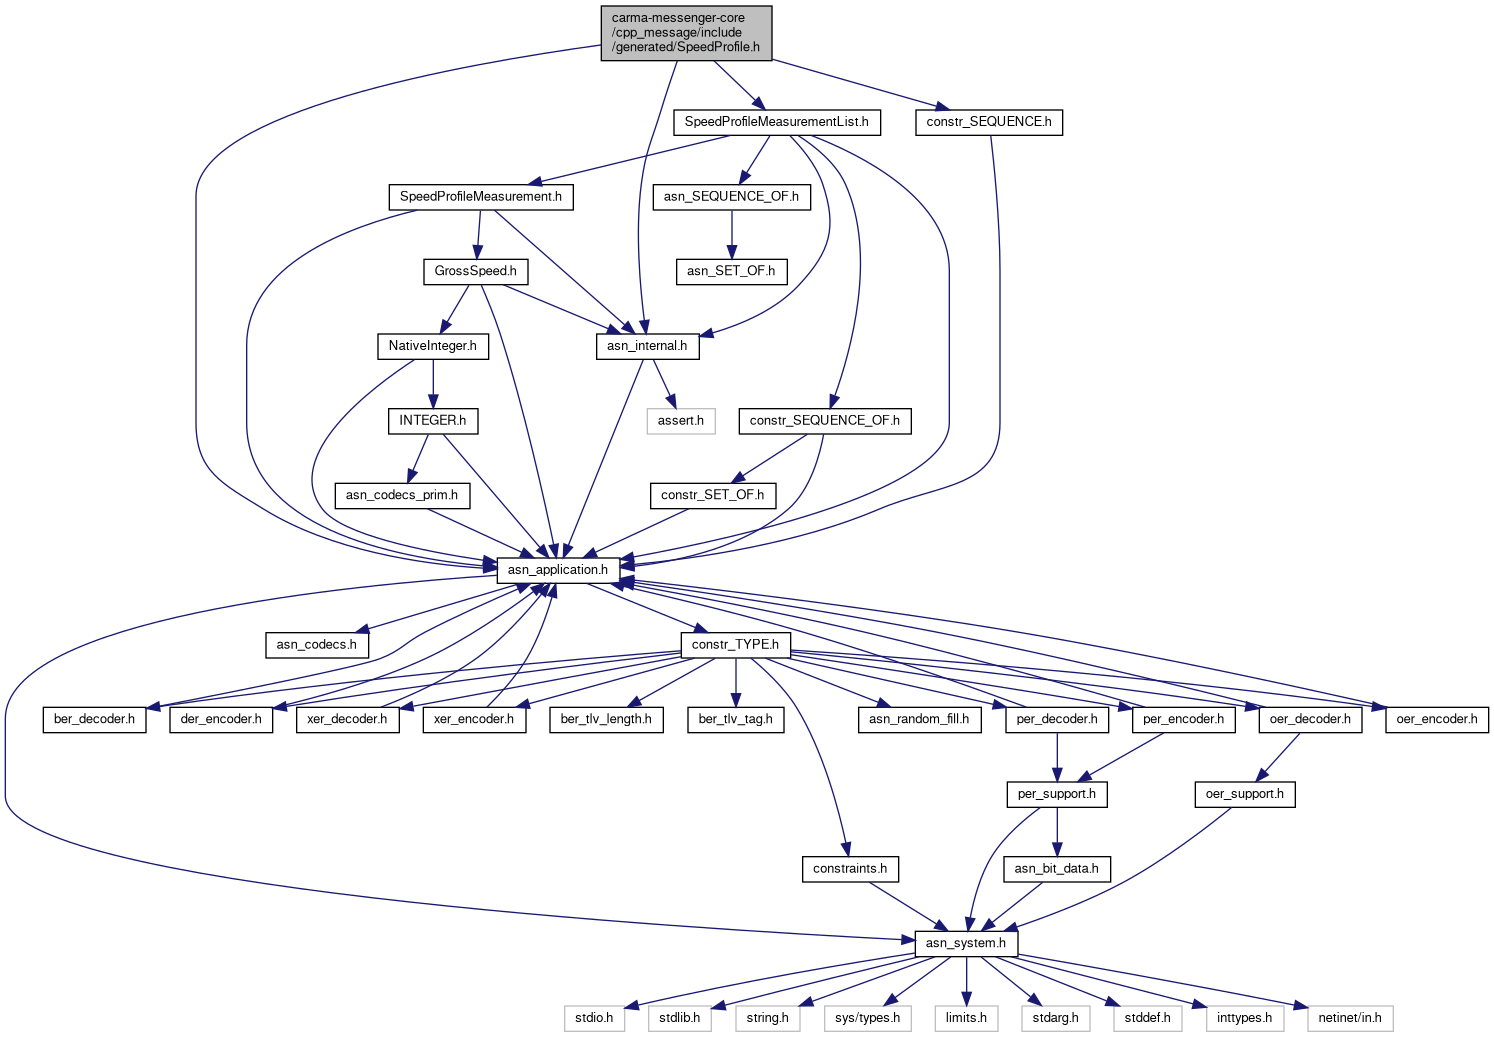 carma-messenger-core
/cpp_message/include
/generated/SpeedProfile.h
SpeedProfileMeasurementList.h
constr_SEQUENCE.h
SpeedProfileMeasurement.h
asn_SEQUENCE_OF.h
GrossSpeed.h
asn_SET_OF.h
NativeInteger.h
asn_internal.h
INTEGER.h
assert.h
constr_SEQUENCE_OF.h
asn_codecs_prim.h
constr_SET_OF.h
asn_application.h
asn_codecs.h
constr_TYPE.h
ber_decoder.h
der_encoder.h
xer_decoder.h
xer_encoder.h
ber_tlv_length.h
ber_tlv_tag.h
asn_random_fill.h
per_decoder.h
per_encoder.h
oer_decoder.h
oer_encoder.h
per_support.h
oer_support.h
constraints.h
asn_bit_data.h
asn_system.h
stdio.h
stdlib.h
string.h
sys/types.h
limits.h
stdarg.h
stddef.h
inttypes.h
netinet/in.h